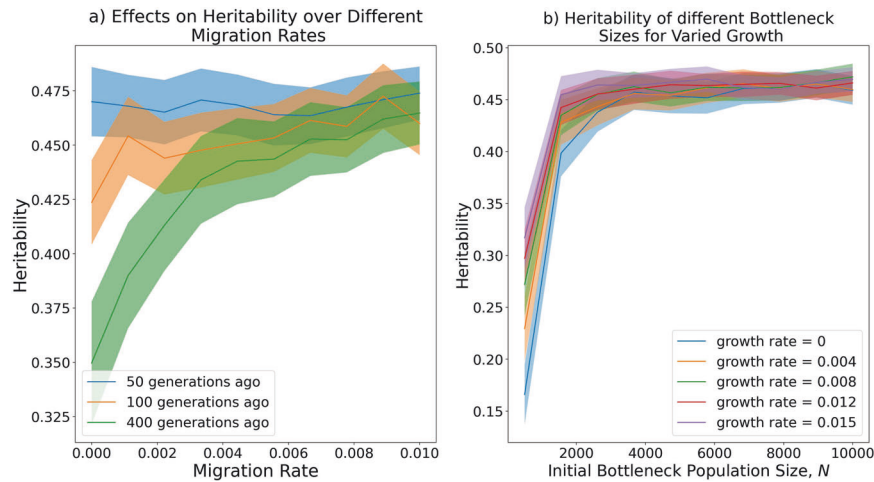 a) Effects on Heritability over Different
Migration Rates
Heritability
0.475
0.450
0.425
0.400
0.375
0.350
0.325
50 generations ago
100 generations ago
400 generations ago
0.000
0.002
0.004
0.006
0.008
0.010
Migration Rate
b) Heritability of different Bottleneck
Sizes for Varied Growth
Heritability
0.50
0.45
0.40
0.35
0.30
0.25
0.20
0.15
growth rate = 0
growth rate = 0.004
growth rate = 0.008
growth rate = 0.012
growth rate = 0.015
2000
4000
6000
8000
10000
Initial Bottleneck Population Size, N